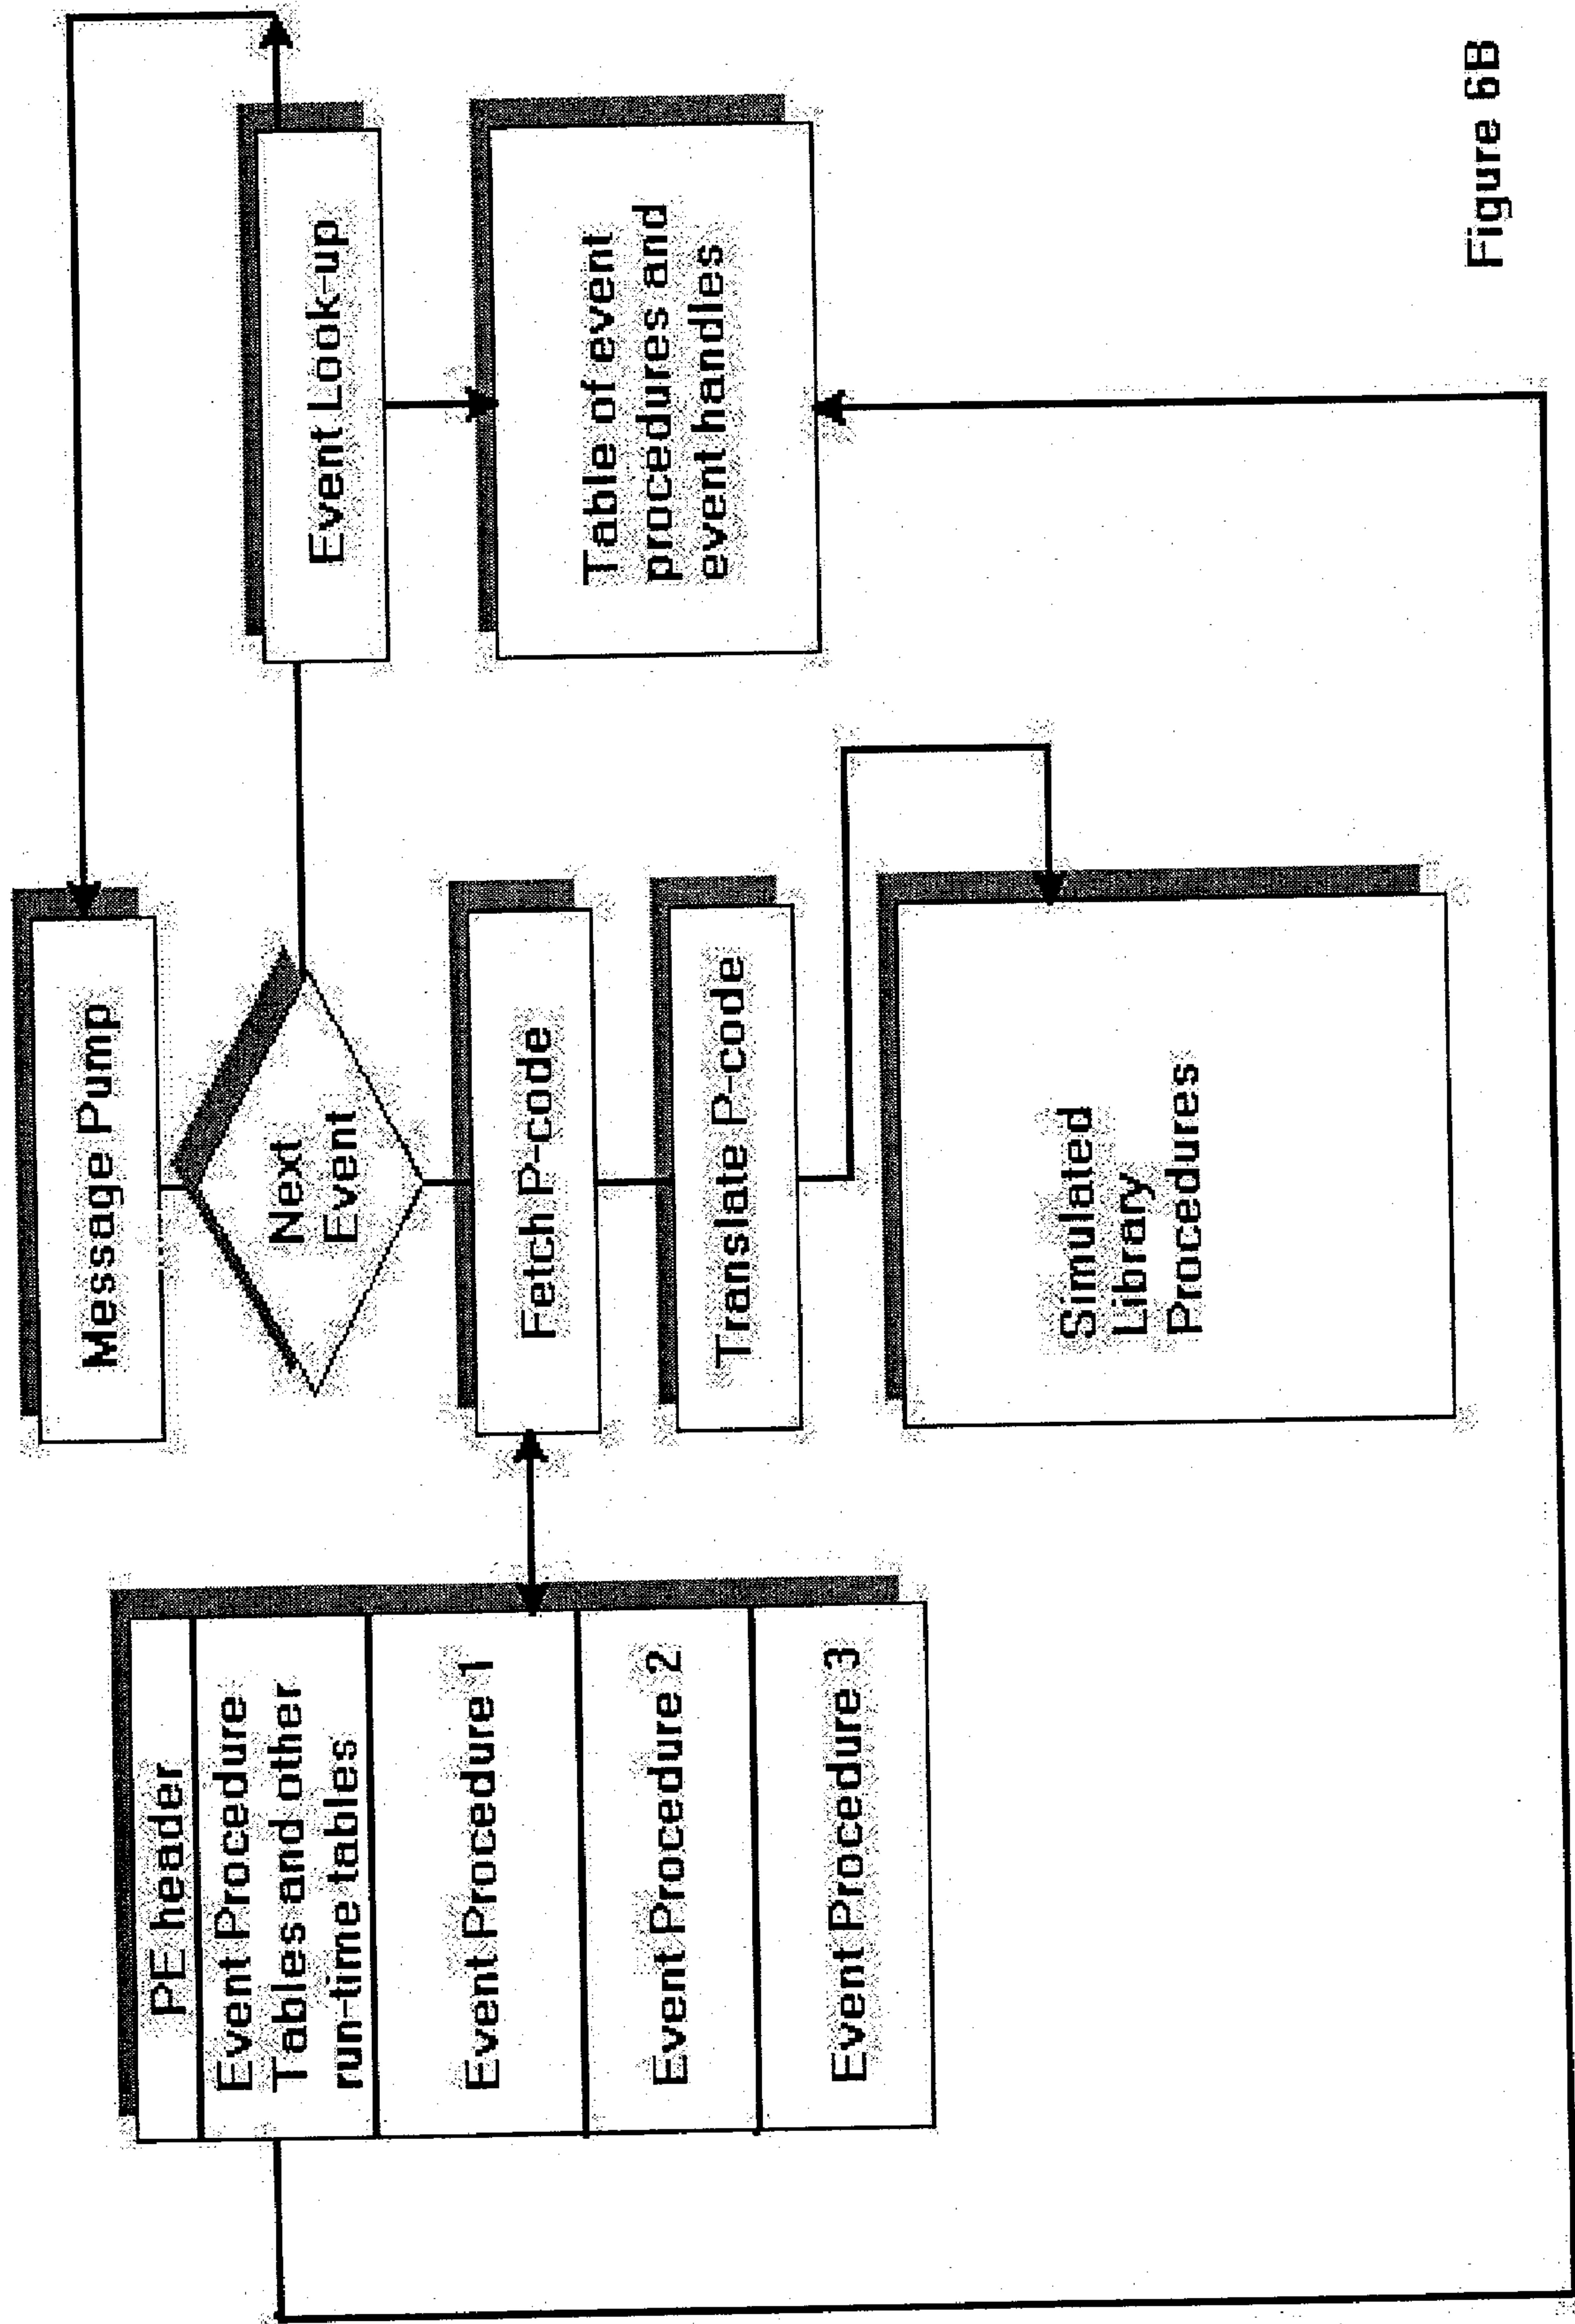 PE header
Event Procedure
Tables and other
run-time tables
Event Procedure 1
Event Procedure 2
Event Procedure 3
Message Pump
Next
Event
Fetch P-code
Translate P-code
Simulated
Library
Procedures
Event Look-up
Table of event
procedures and
event handles
Figure 6B